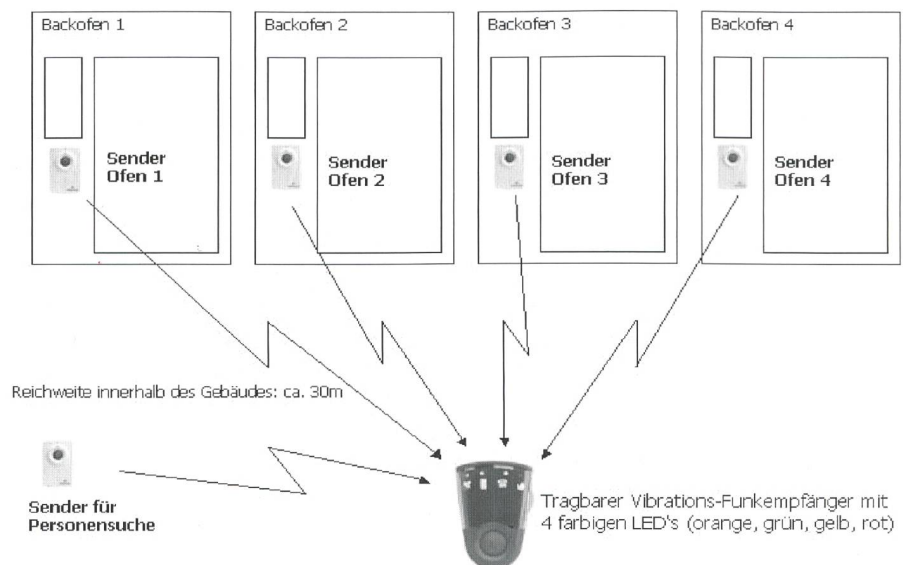 Backofen 1
Backofen 2
Backofen 3
Backofen 4
Sender
Ofen 1
Sender
Ofen 2
Sender
Ofen 3
Sender
Ofen 4
Reichweite innerhalb des Gebäudes: ca. 30m
Sender für
Personensuche
Tragbarer Vibrations-Funkempfänger mit
4 farbigen LED's (orange, grün, gelb, rot)